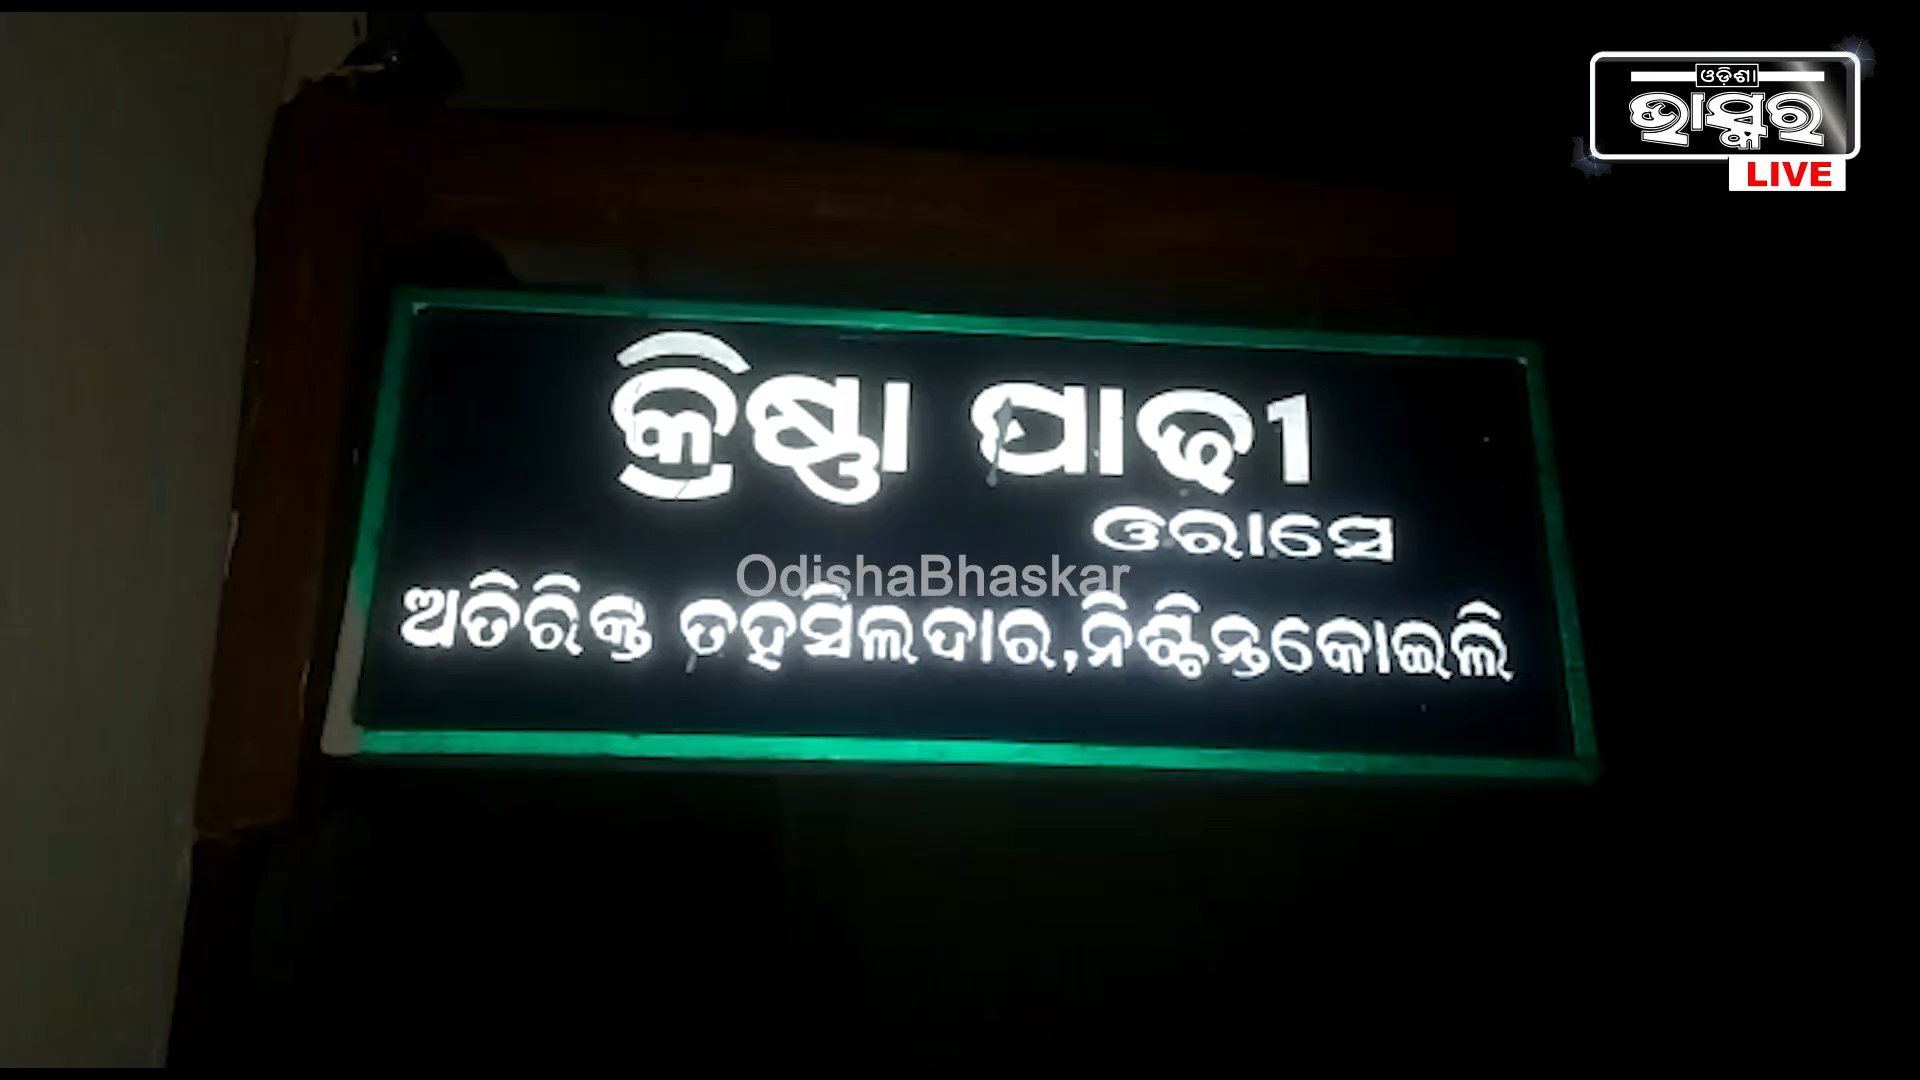 ଓଡ଼ିଶା
ଭାସ୍କର
LIVE
କ୍ରିଷ୍ଣା ପାଢୀ
ଓରାସେ
OdishaBhaskar
ଅତିରିକ୍ତ ତହସିଲଦାର,ନିଶ୍ଚିନ୍ତକୋଇଲି